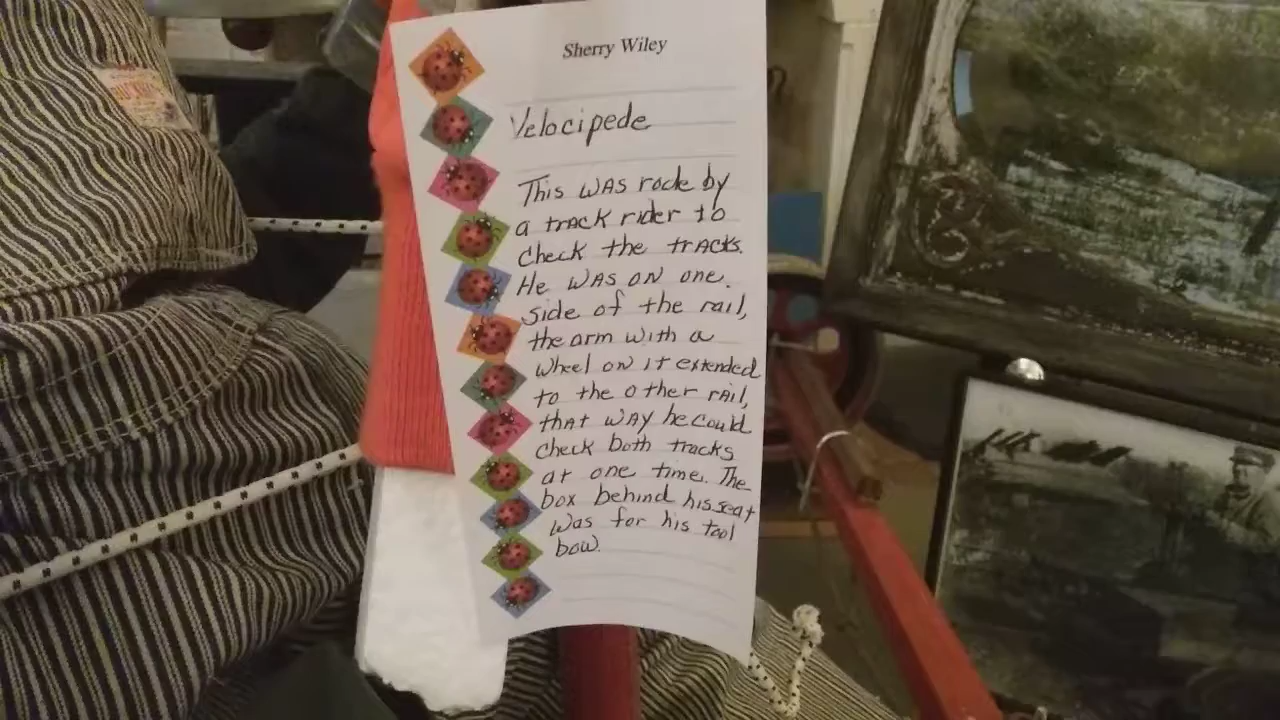 Sherry Wiley
Velocipede
This was rode by
a track rider to
check the tracks.
He was on one.
side of the rail,
the arm with a
wheel on it extended
to the other rail,
that way he could
check both tracks
at one time. The
box behind his seat
was for his tool
bow.